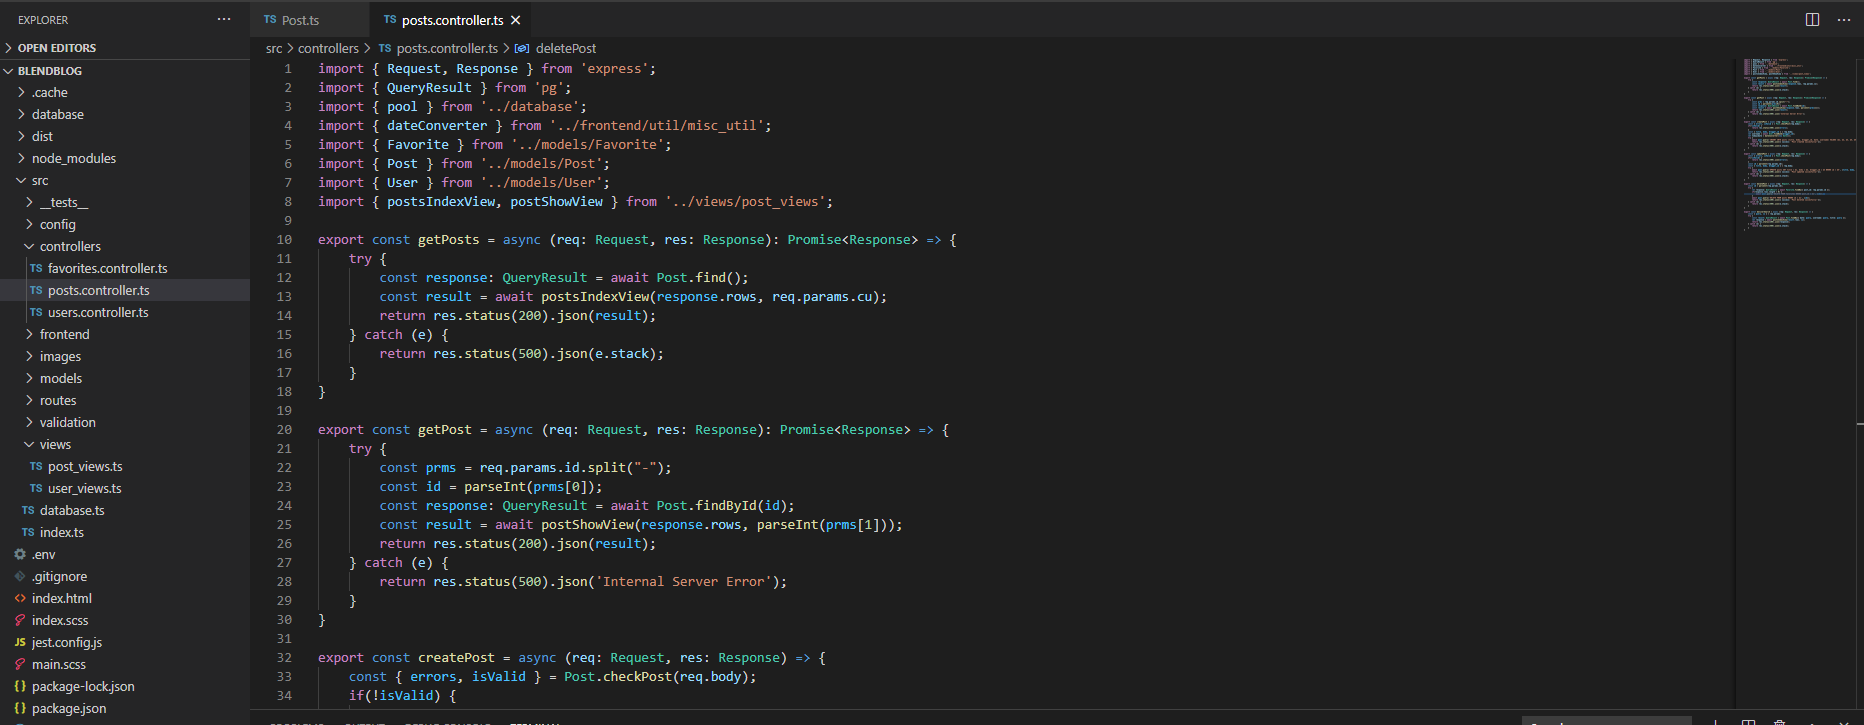 EXPLORER
OPEN EDITORS
BLENDBLOG
.cache
database
dist
node_modules
src
__tests__
config
controllers
TS favorites.controller.ts
TS posts.controller.ts
TS users.controller.ts
frontend
images
models
routes
validation
views
TS post_views.ts
TS user_views.ts
TS database.ts
TS index.ts
.env
.gitignore
<> index.html
index.scss
JS jest.config.js
main.scss
{} package-lock.json
{} package.json
TS Post.ts
TS posts.controller.ts
src > controllers > TS posts.controller.ts > deletePost
1 import { Request, Response } from 'express';
2 import { QueryResult } from 'pg';
3 import { pool } from '../database';
4 import { dateConverter } from '../frontend/util/misc_util';
5 import { Favorite } from '../models/Favorite';
6 import { Post } from '../models/Post';
7 import { User } from '../models/User';
8 import { postsIndexView, postShowView } from '../views/post_views';
9
10 export const getPosts = async (req: Request, res: Response): Promise<Response> => {
11     try {
12         const response: QueryResult = await Post.find();
13         const result = await postsIndexView(response.rows, req.params.cu);
14         return res.status(200).json(result);
15     } catch (e) {
16         return res.status(500).json(e.stack);
17     }
18 }
19
20 export const getPost = async (req: Request, res: Response): Promise<Response> => {
21     try {
22         const prms = req.params.id.split("-");
23         const id = parseInt(prms[0]);
24         const response: QueryResult = await Post.findById(id);
25         const result = await postShowView(response.rows, parseInt(prms[1]));
26         return res.status(200).json(result);
27     } catch (e) {
28         return res.status(500).json('Internal Server Error');
29     }
30 }
31
32 export const createPost = async (req: Request, res: Response) => {
33     const { errors, isValid } = Post.checkPost(req.body);
34     if(!isValid) {